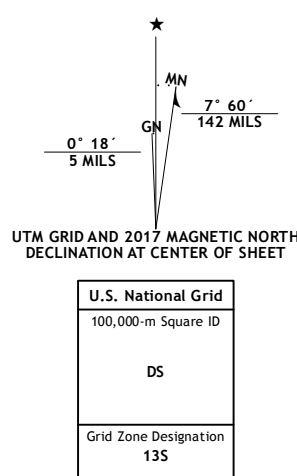 ★
MN
7° 60´
142 MILS
GN
0° 18´
5 MILS
UTM GRID AND 2017 MAGNETIC NORTH
DECLINATION AT CENTER OF SHEET
U.S. National Grid
100,000-m Square ID
DS
Grid Zone Designation
13S